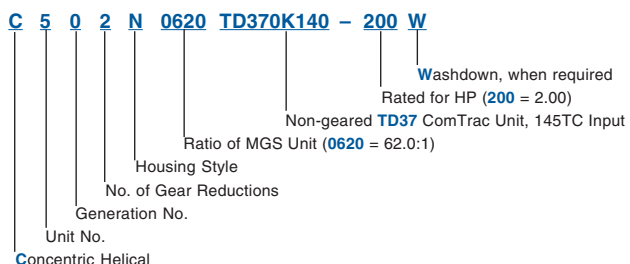 C 5 0 2 N 0620 TD370K140 – 200 W
Washdown, when required
Rated for HP (200 = 2.00)
Non-geared TD37 ComTrac Unit, 145TC Input
Ratio of MGS Unit (0620 = 62.0:1)
Housing Style
No. of Gear Reductions
Generation No.
Unit No.
Concentric Helical